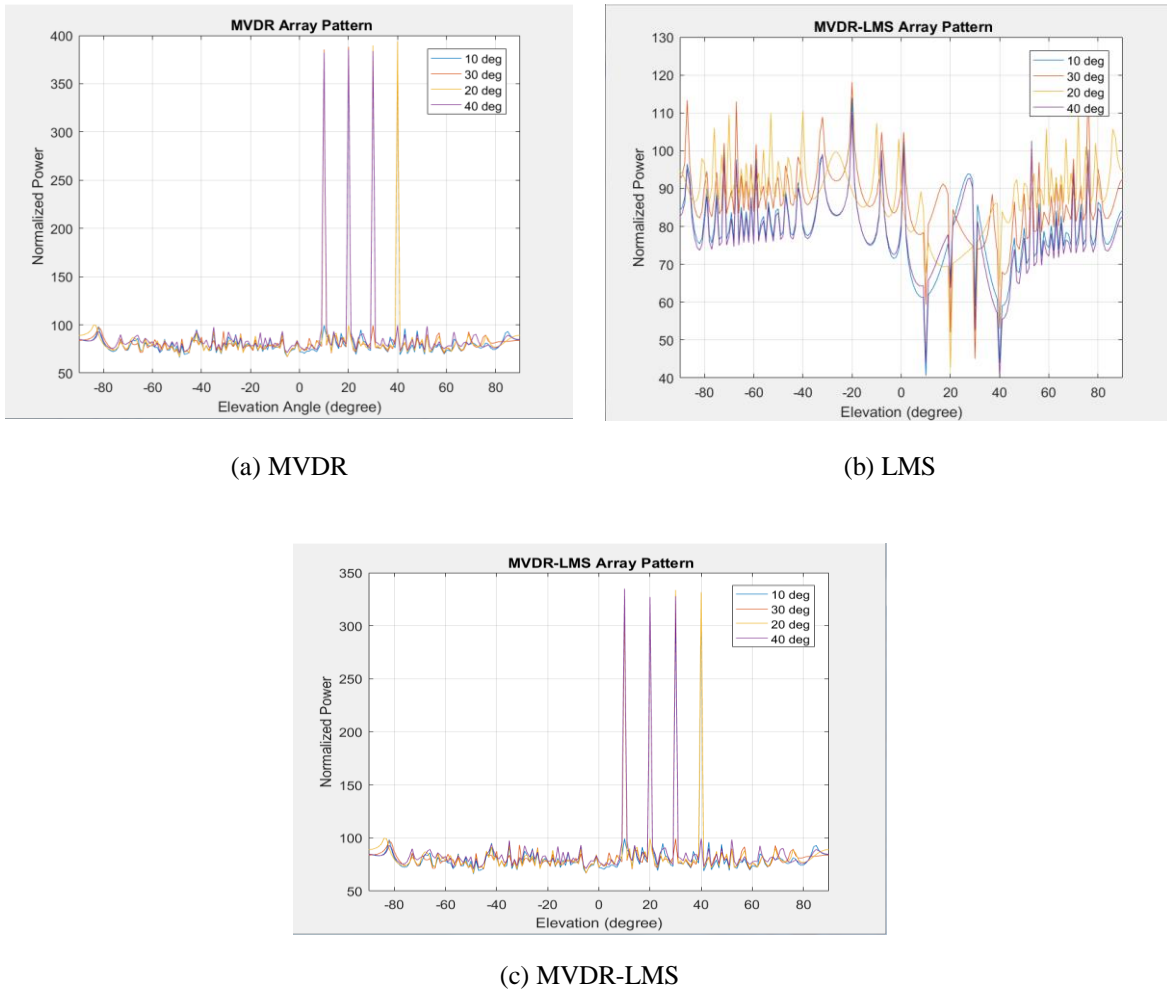 MVDR Array Pattern
400
350
300
250
200
150
100
50
Normalized Power
-80 -60 -40 -20 0 20 40 60 80
Elevation Angle (degree)
10 deg
30 deg
20 deg
40 deg
(a) MVDR
MVDR-LMS Array Pattern
130
120
110
100
90
80
70
60
50
40
Normalized Power
-80 -60 -40 -20 0 20 40 60 80
Elevation (degree)
10 deg
30 deg
20 deg
40 deg
(b) LMS
MVDR-LMS Array Pattern
350
300
250
200
150
100
50
Normalized Power
-80 -60 -40 -20 0 20 40 60 80
Elevation (degree)
10 deg
30 deg
20 deg
40 deg
(c) MVDR-LMS